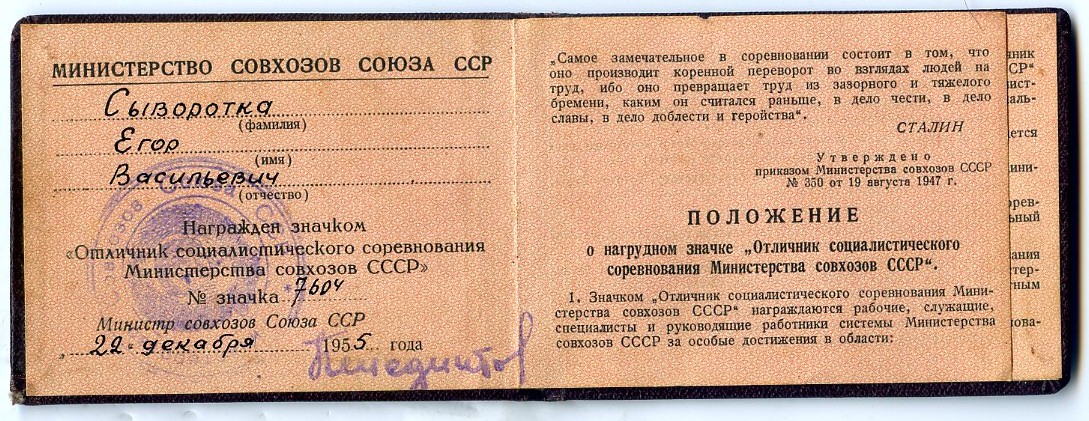 МИНИСТЕРСТВО СОВХОЗОВ СОЮЗА ССР
Сыворотка
(фамилия)
Егор
(имя)
Васильевич
(отчество)
Награжден значком
«Отличник социалистического соревнования
Министерства совхозов СССР»
№ значка 7604
Министр совхозов Союза ССР
„22 декабря 1955 года
Бенедиктов
„Самое замечательное в соревновании состоит в том, что
оно производит коренной переворот во взглядах людей на
труд, ибо оно превращает труд из зазорного и тяжелого
бремени, каким он считался раньше, в дело чести, в дело
славы, в дело доблести и геройства“.
СТАЛИН
Утверждено
приказом Министерства совхозов СССР
№ 350 от 19 августа 1947 г.
ПОЛОЖЕНИЕ
о нагрудном значке „Отличник социалистического
соревнования Министерства совхозов СССР“.
1. Значком „Отличник социалистического соревнования Мини-
стерства совхозов СССР“ награждаются рабочие, служащие,
специалисты и руководящие работники системы Министерства
совхозов СССР за особые достижения в области: